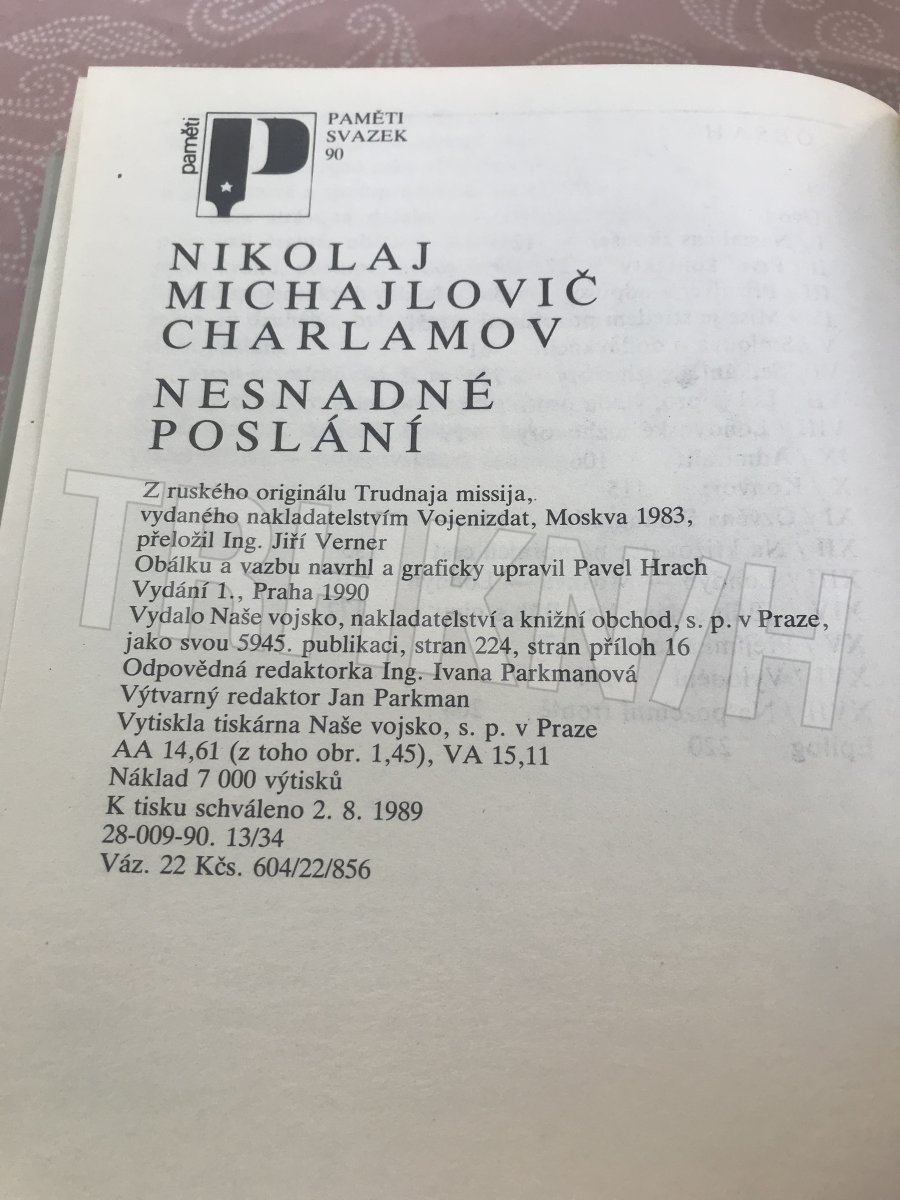 paměti
PAMĚTI
SVAZEK
90
NIKOLAJ
MICHAJLOVIČ
CHARLAMOV
NESNADNÉ
POSLÁNÍ
Z ruského originálu Trudnaja missija,
vydaného nakladatelstvím Vojenizdat, Moskva 1983,
přeložil Ing. Jiří Verner
Obálku a vazbu navrhl a graficky upravil Pavel Hrach
Vydání 1., Praha 1990
Vydalo Naše vojsko, nakladatelství a knižní obchod, s. p. v Praze,
jako svou 5945. publikaci, stran 224, stran příloh 16
Odpovědná redaktorka Ing. Ivana Parkmanová
Výtvarný redaktor Jan Parkman
Vytiskla tiskárna Naše vojsko, s. p. v Praze
AA 14,61 (z toho obr. 1,45), VA 15,11
Náklad 7 000 výtisků
K tisku schváleno 2. 8. 1989
28-009-90. 13/34
Váz. 22 Kčs. 604/22/856
TRHKNIH